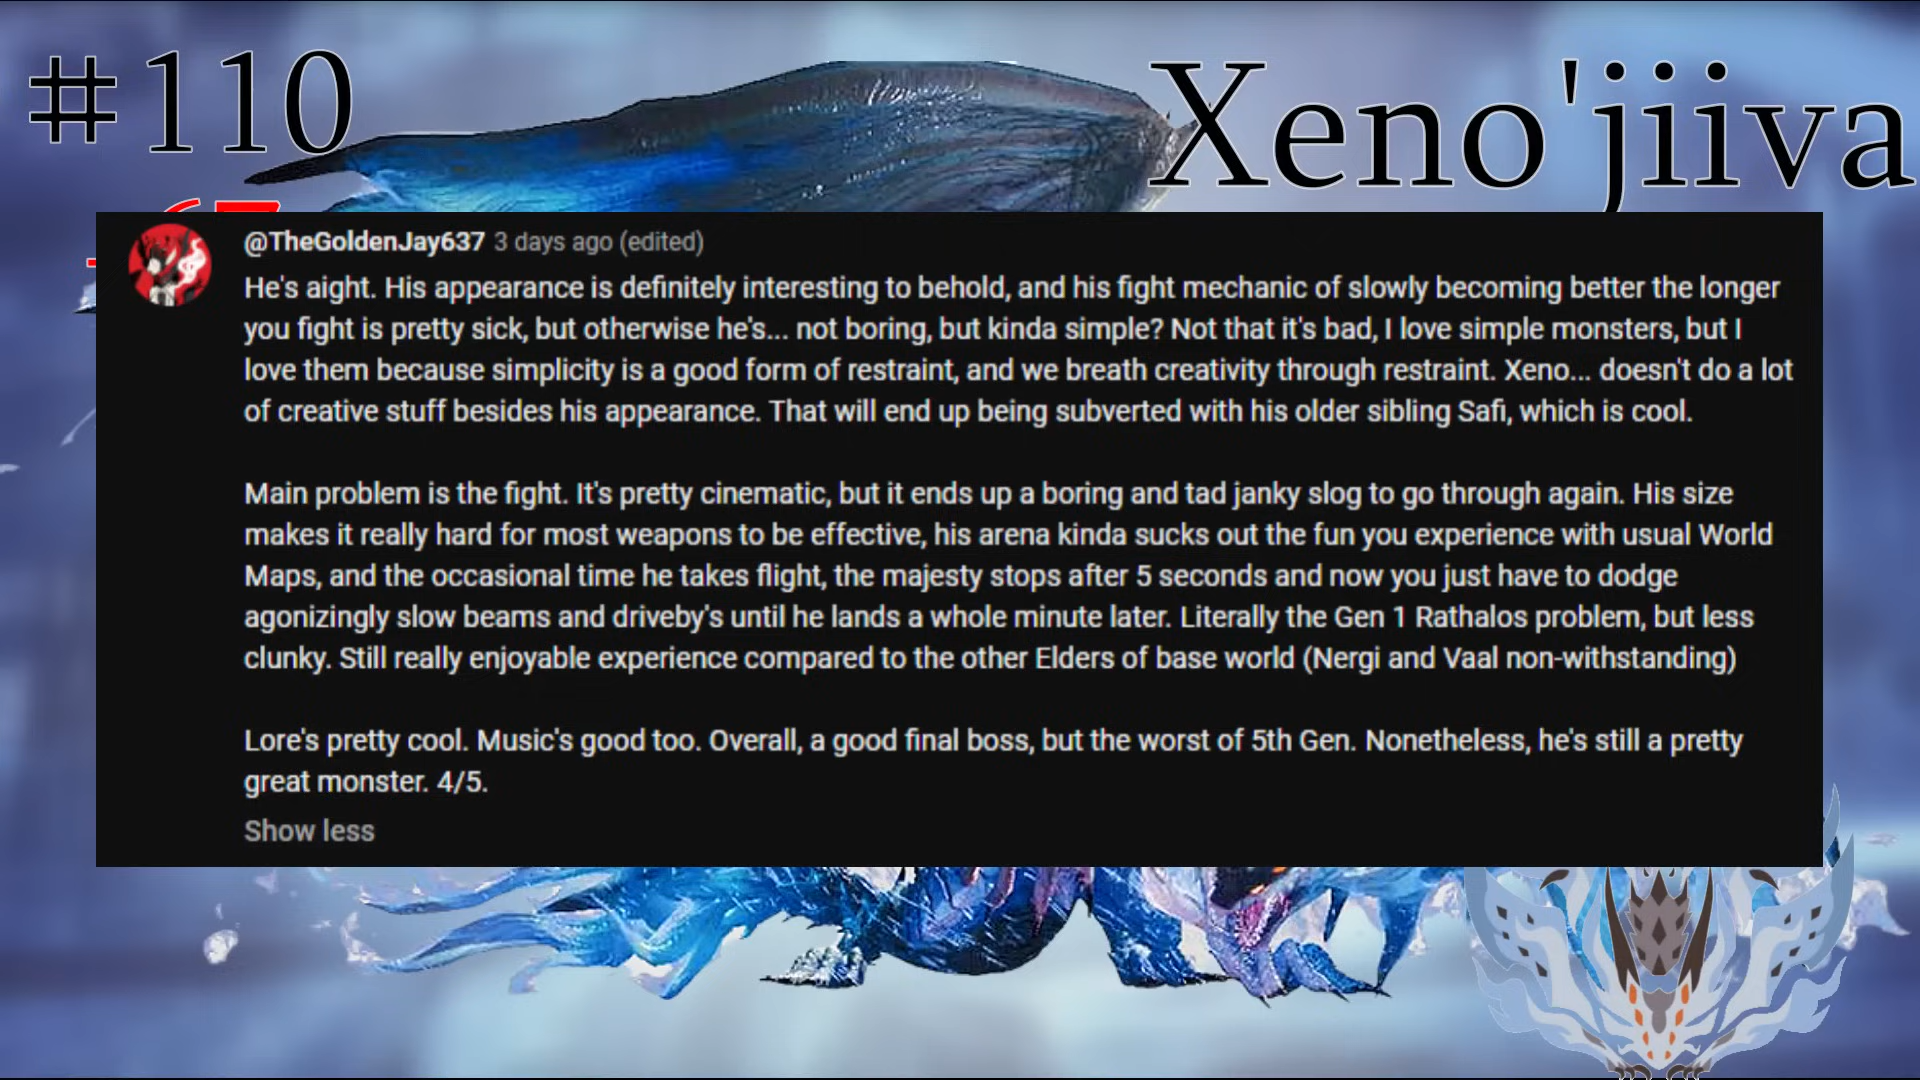 #110
Xeno'jiiva
@TheGoldenJay637 3 days ago (edited)
He's aight. His appearance is definitely interesting to behold, and his fight mechanic of slowly becoming better the longer
you fight is pretty sick, but otherwise he's... not boring, but kinda simple? Not that it's bad, I love simple monsters, but I
love them because simplicity is a good form of restraint, and we breath creativity through restraint. Xeno... doesn't do a lot
of creative stuff besides his appearance. That will end up being subverted with his older sibling Safi, which is cool.
Main problem is the fight. It's pretty cinematic, but it ends up a boring and tad janky slog to go through again. His size
makes it really hard for most weapons to be effective, his arena kinda sucks out the fun you experience with usual World
Maps, and the occasional time he takes flight, the majesty stops after 5 seconds and now you just have to dodge
agonizingly slow beams and driveby's until he lands a whole minute later. Literally the Gen 1 Rathalos problem, but less
clunky. Still really enjoyable experience compared to the other Elders of base world (Nergi and Vaal non-withstanding)
Lore's pretty cool. Music's good too. Overall, a good final boss, but the worst of 5th Gen. Nonetheless, he's still a pretty
great monster. 4/5.
Show less